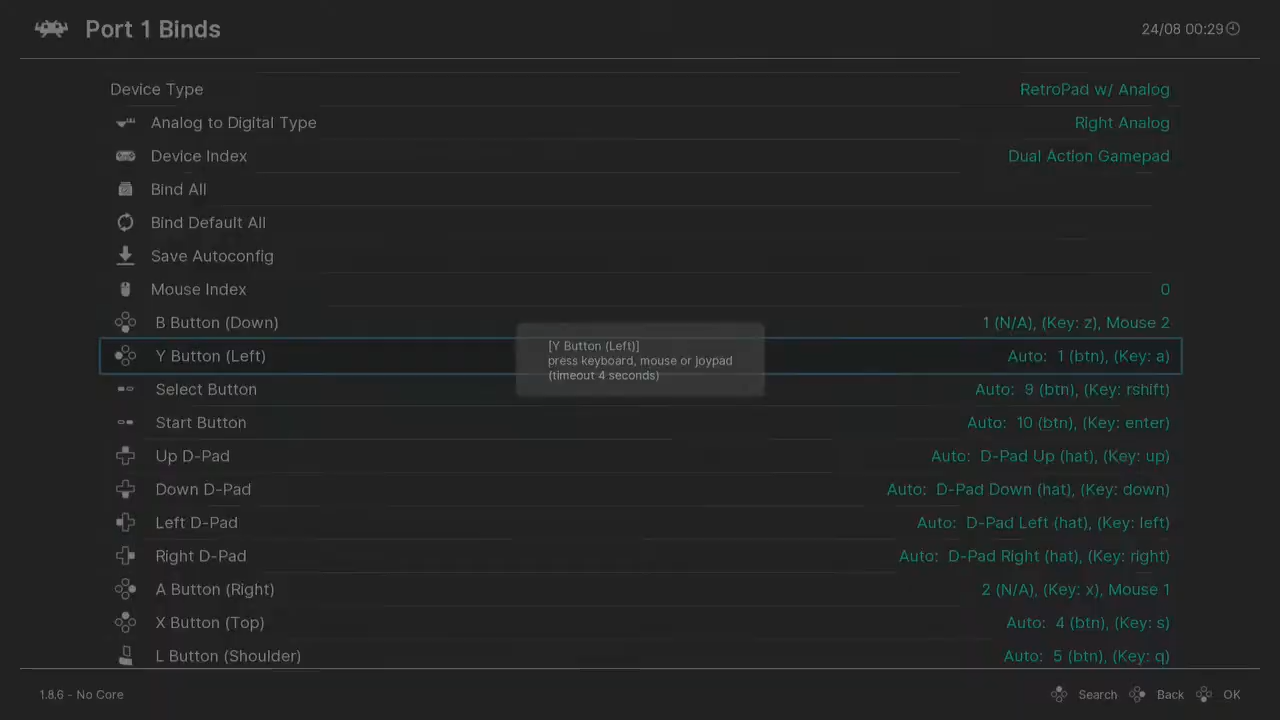 Port 1 Binds
24/08 00:29
Device Type RetroPad w/ Analog
Analog to Digital Type Right Analog
Device Index Dual Action Gamepad
Bind All
Bind Default All
Save Autoconfig
Mouse Index 0
B Button (Down) 1 (N/A), (Key: z), Mouse 2
Y Button (Left) Auto: 1 (btn), (Key: a)
[Y Button (Left)]
press keyboard, mouse or joypad
(timeout 4 seconds)
Select Button Auto: 9 (btn), (Key: rshift)
Start Button Auto: 10 (btn), (Key: enter)
Up D-Pad Auto: D-Pad Up (hat), (Key: up)
Down D-Pad Auto: D-Pad Down (hat), (Key: down)
Left D-Pad Auto: D-Pad Left (hat), (Key: left)
Right D-Pad Auto: D-Pad Right (hat), (Key: right)
A Button (Right) 2 (N/A), (Key: x), Mouse 1
X Button (Top) Auto: 4 (btn), (Key: s)
L Button (Shoulder) Auto: 5 (btn), (Key: q)
1.8.6 - No Core
Search Back OK